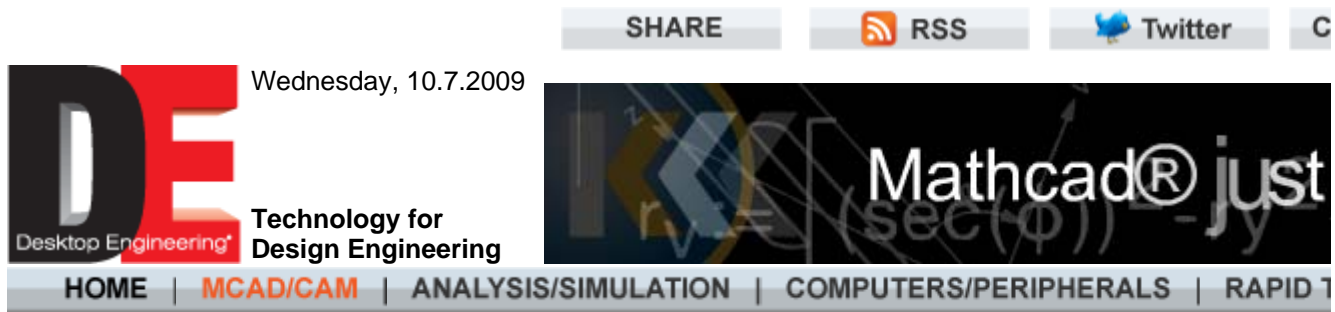 SHARE RSS Twitter C
Wednesday, 10.7.2009
DE
Desktop Engineering
Technology for
Design Engineering
Mathcad® just
HOME | MCAD/CAM | ANALYSIS/SIMULATION | COMPUTERS/PERIPHERALS | RAPID T